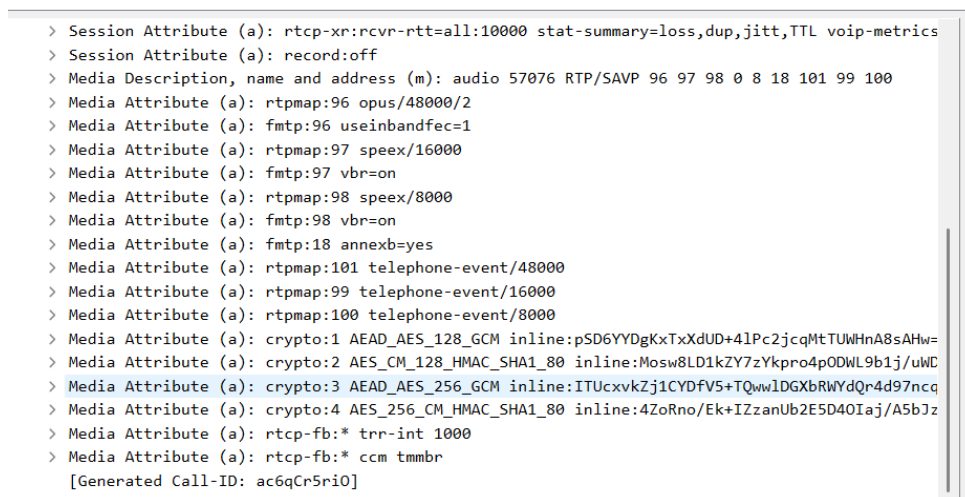 > Session Attribute (a): rtcp-xr:rcvr-rtt=all:10000 stat-summary=loss,dup,jitt,TTL voip-metrics
> Session Attribute (a): record:off
> Media Description, name and address (m): audio 57076 RTP/SAVP 96 97 98 0 8 18 101 99 100
> Media Attribute (a): rtpmap:96 opus/48000/2
> Media Attribute (a): fmtp:96 useinbandfec=1
> Media Attribute (a): rtpmap:97 speex/16000
> Media Attribute (a): fmtp:97 vbr=on
> Media Attribute (a): rtpmap:98 speex/8000
> Media Attribute (a): fmtp:98 vbr=on
> Media Attribute (a): fmtp:18 annexb=yes
> Media Attribute (a): rtpmap:101 telephone-event/48000
> Media Attribute (a): rtpmap:99 telephone-event/16000
> Media Attribute (a): rtpmap:100 telephone-event/8000
> Media Attribute (a): crypto:1 AEAD_AES_128_GCM inline:pSD6YYDgKxTxXdUD+4lPc2jcqMtTUWHnA8sAHw=
> Media Attribute (a): crypto:2 AES_CM_128_HMAC_SHA1_80 inline:Mosw8LD1kZY7zYkpro4pODWL9b1j/uWD
> Media Attribute (a): crypto:3 AEAD_AES_256_GCM inline:ITUcxvkZj1CYDfV5+TQwwlDGXbRWYdQr4d97ncq
> Media Attribute (a): crypto:4 AES_256_CM_HMAC_SHA1_80 inline:4ZoRno/Ek+IZzanUb2E5D4OIaj/A5bJz
> Media Attribute (a): rtcp-fb:* trr-int 1000
> Media Attribute (a): rtcp-fb:* ccm tmmbr
[Generated Call-ID: ac6qCr5riO]